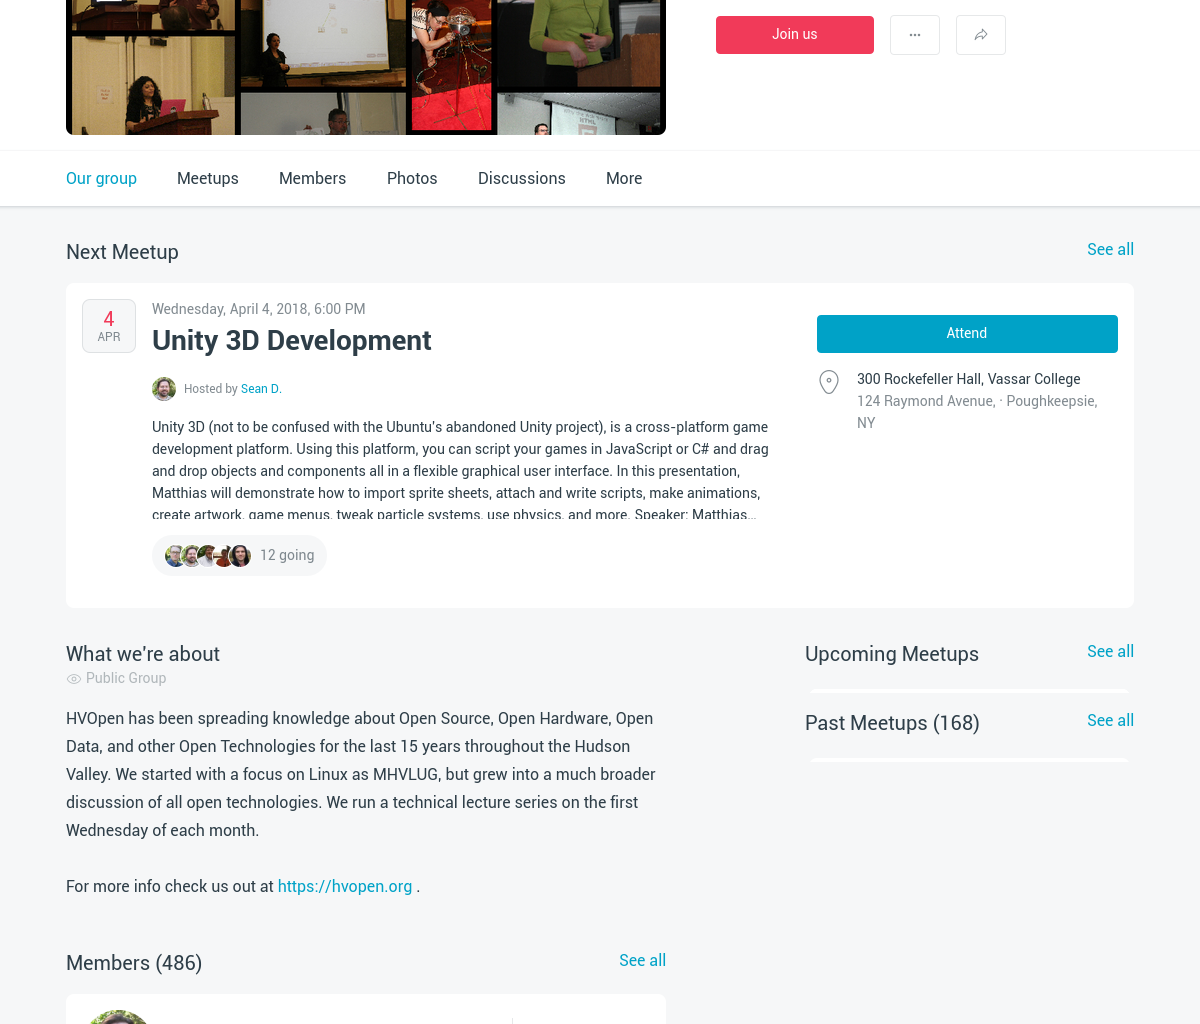 Join us
Our group
Meetups
Members
Photos
Discussions
More
Next Meetup
See all
4
APR
Wednesday, April 4, 2018, 6:00 PM
Unity 3D Development
Attend
Hosted by Sean D.
300 Rockefeller Hall, Vassar College
124 Raymond Avenue, · Poughkeepsie,
NY
Unity 3D (not to be confused with the Ubuntu's abandoned Unity project), is a cross-platform game
development platform. Using this platform, you can script your games in JavaScript or C# and drag
and drop objects and components all in a flexible graphical user interface. In this presentation,
Matthias will demonstrate how to import sprite sheets, attach and write scripts, make animations,
create artwork, game menus, tweak particle systems, use physics, and more. Speaker: Matthias…
12 going
What we're about
Public Group
HVOpen has been spreading knowledge about Open Source, Open Hardware, Open
Data, and other Open Technologies for the last 15 years throughout the Hudson
Valley. We started with a focus on Linux as MHVLUG, but grew into a much broader
discussion of all open technologies. We run a technical lecture series on the first
Wednesday of each month.
For more info check us out at https://hvopen.org .
Upcoming Meetups
See all
Past Meetups (168)
See all
Members (486)
See all